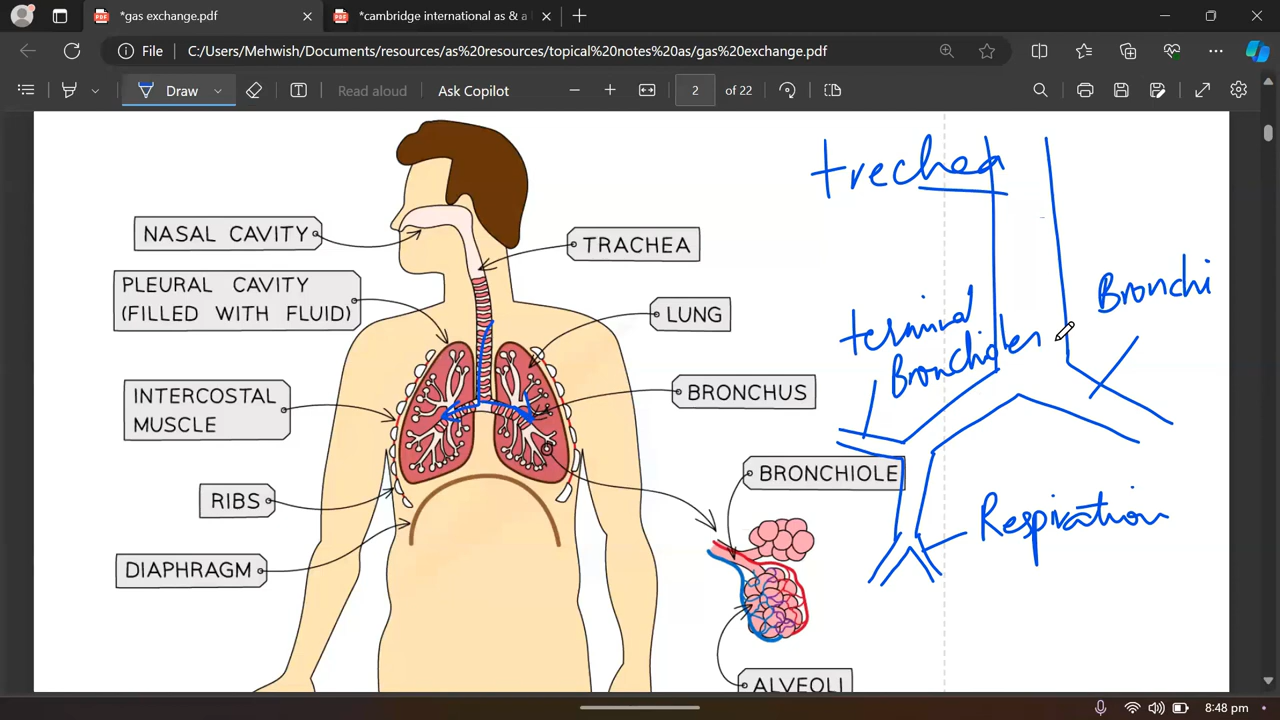 *gas exchange.pdf
*cambridge international as & a
File
C:/Users/Mehwish/Documents/resources/as%20resources/topical%20notes%20as/gas%20exchange.pdf
Draw
Read aloud
Ask Copilot
2
of 22
trechea
NASAL CAVITY
TRACHEA
PLEURAL CAVITY
(FILLED WITH FLUID)
LUNG
Bronchi
terminal
Bronchioles
INTERCOSTAL
MUSCLE
BRONCHUS
RIBS
BRONCHIOLE
Respiration
DIAPHRAGM
ALVEOLI
8:48 pm